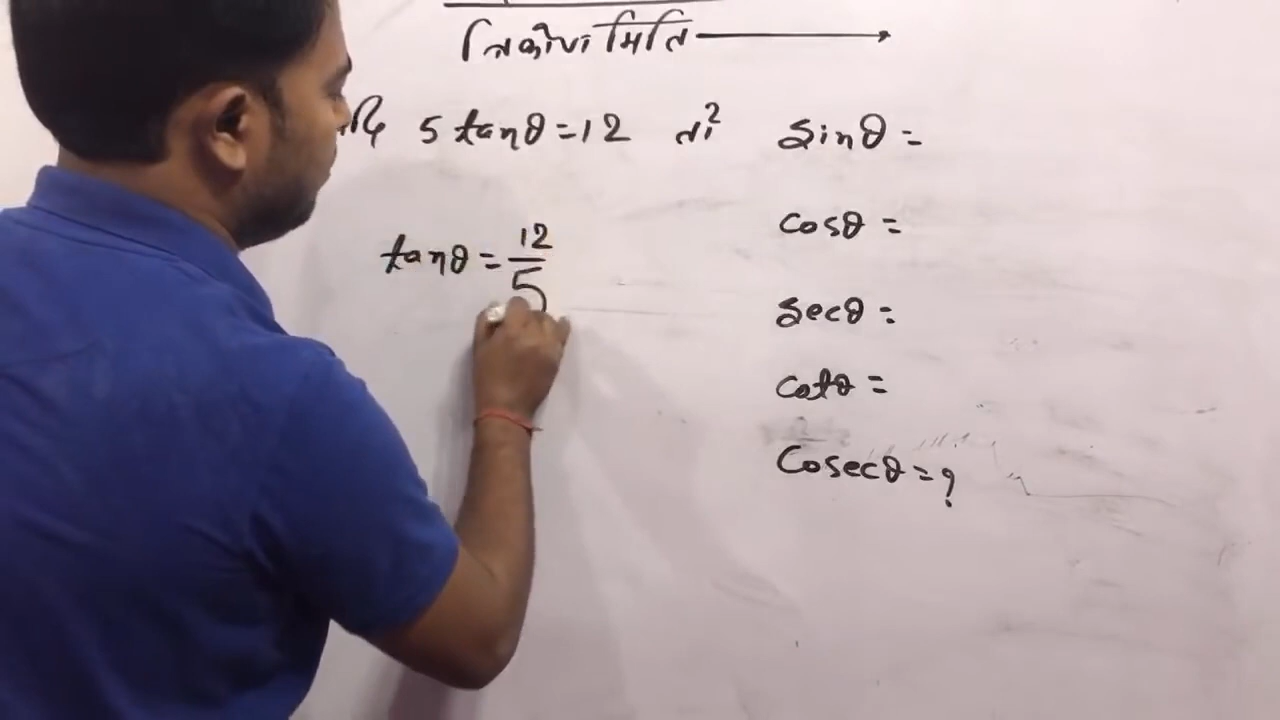 त्रिकोणमिति
5 tanθ = 12 तो sinθ =
cosθ =
tanθ = 12/5
secθ =
cotθ =
Cosecθ = ?